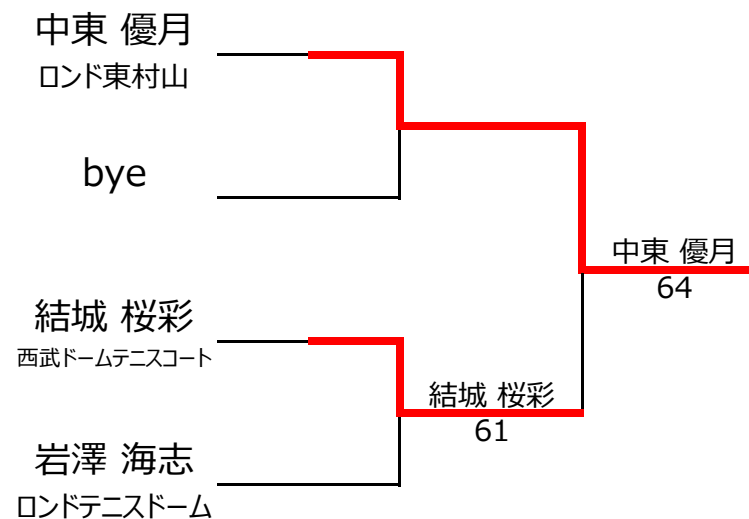 中東 優月
ロンド東村山
bye
中東 優月
64
結城 桜彩
西武ドームテニスコート
結城 桜彩
61
岩澤 海志
ロンドテニスドーム